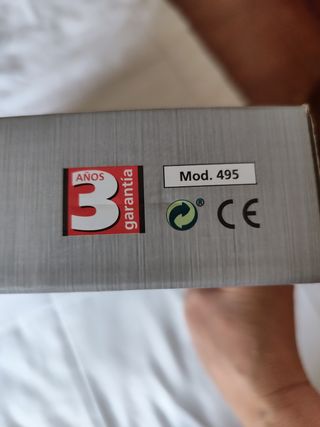 AÑOS
3
garantía
Mod. 495
®
CE